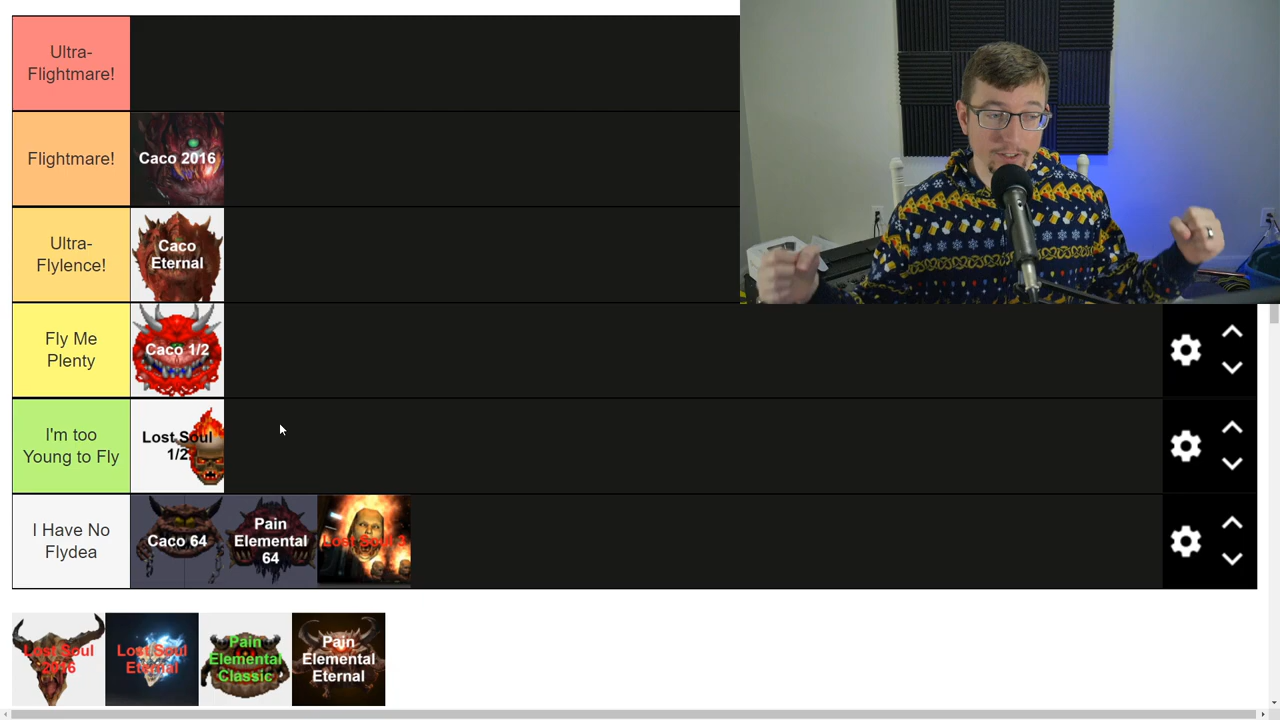 Ultra-
Flightmare!
Flightmare!
Caco 2016
Ultra-
Flylence!
Caco
Eternal
Fly Me
Plenty
Caco 1/2
I'm too
Young to Fly
Lost Soul
1/2
I Have No
Flydea
Caco 64
Pain
Elemental
64
Lost Soul 3
Lost Soul
2016
Lost Soul
Eternal
Pain
Elemental
Classic
Pain
Elemental
Eternal